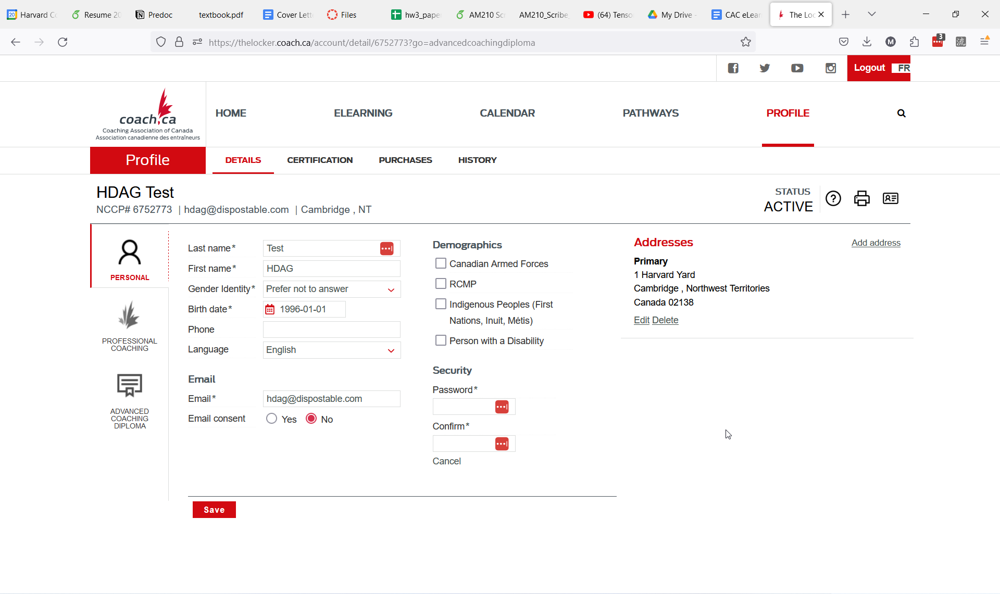 Harvard Co
Resume 20
Predoc
textbook.pdf
Cover Lett
Files
hw3_pape
AM210 Scr
AM210_Scribe_
(64) Tenso
My Drive -
CAC eLear
The Loc
https://thelocker.coach.ca/account/detail/6752773?go=advancedcoachingdiploma
M
3
流
Logout
FR
coach.ca
Coaching Association of Canada
Association canadienne des entraîneurs
HOME
ELEARNING
CALENDAR
PATHWAYS
PROFILE
Profile
DETAILS
CERTIFICATION
PURCHASES
HISTORY
HDAG Test
NCCP# 6752773 | hdag@dispostable.com | Cambridge , NT
STATUS
ACTIVE
PERSONAL
PROFESSIONAL
COACHING
ADVANCED
COACHING
DIPLOMA
Last name* Test
First name* HDAG
Gender Identity* Prefer not to answer
Birth date* 1996-01-01
Phone
Language English
Email
Email* hdag@dispostable.com
Email consent Yes No
Demographics
Canadian Armed Forces
RCMP
Indigenous Peoples (First
Nations, Inuit, Métis)
Person with a Disability
Security
Password*
Confirm*
Cancel
Save
Addresses
Add address
Primary
1 Harvard Yard
Cambridge , Northwest Territories
Canada 02138
Edit Delete